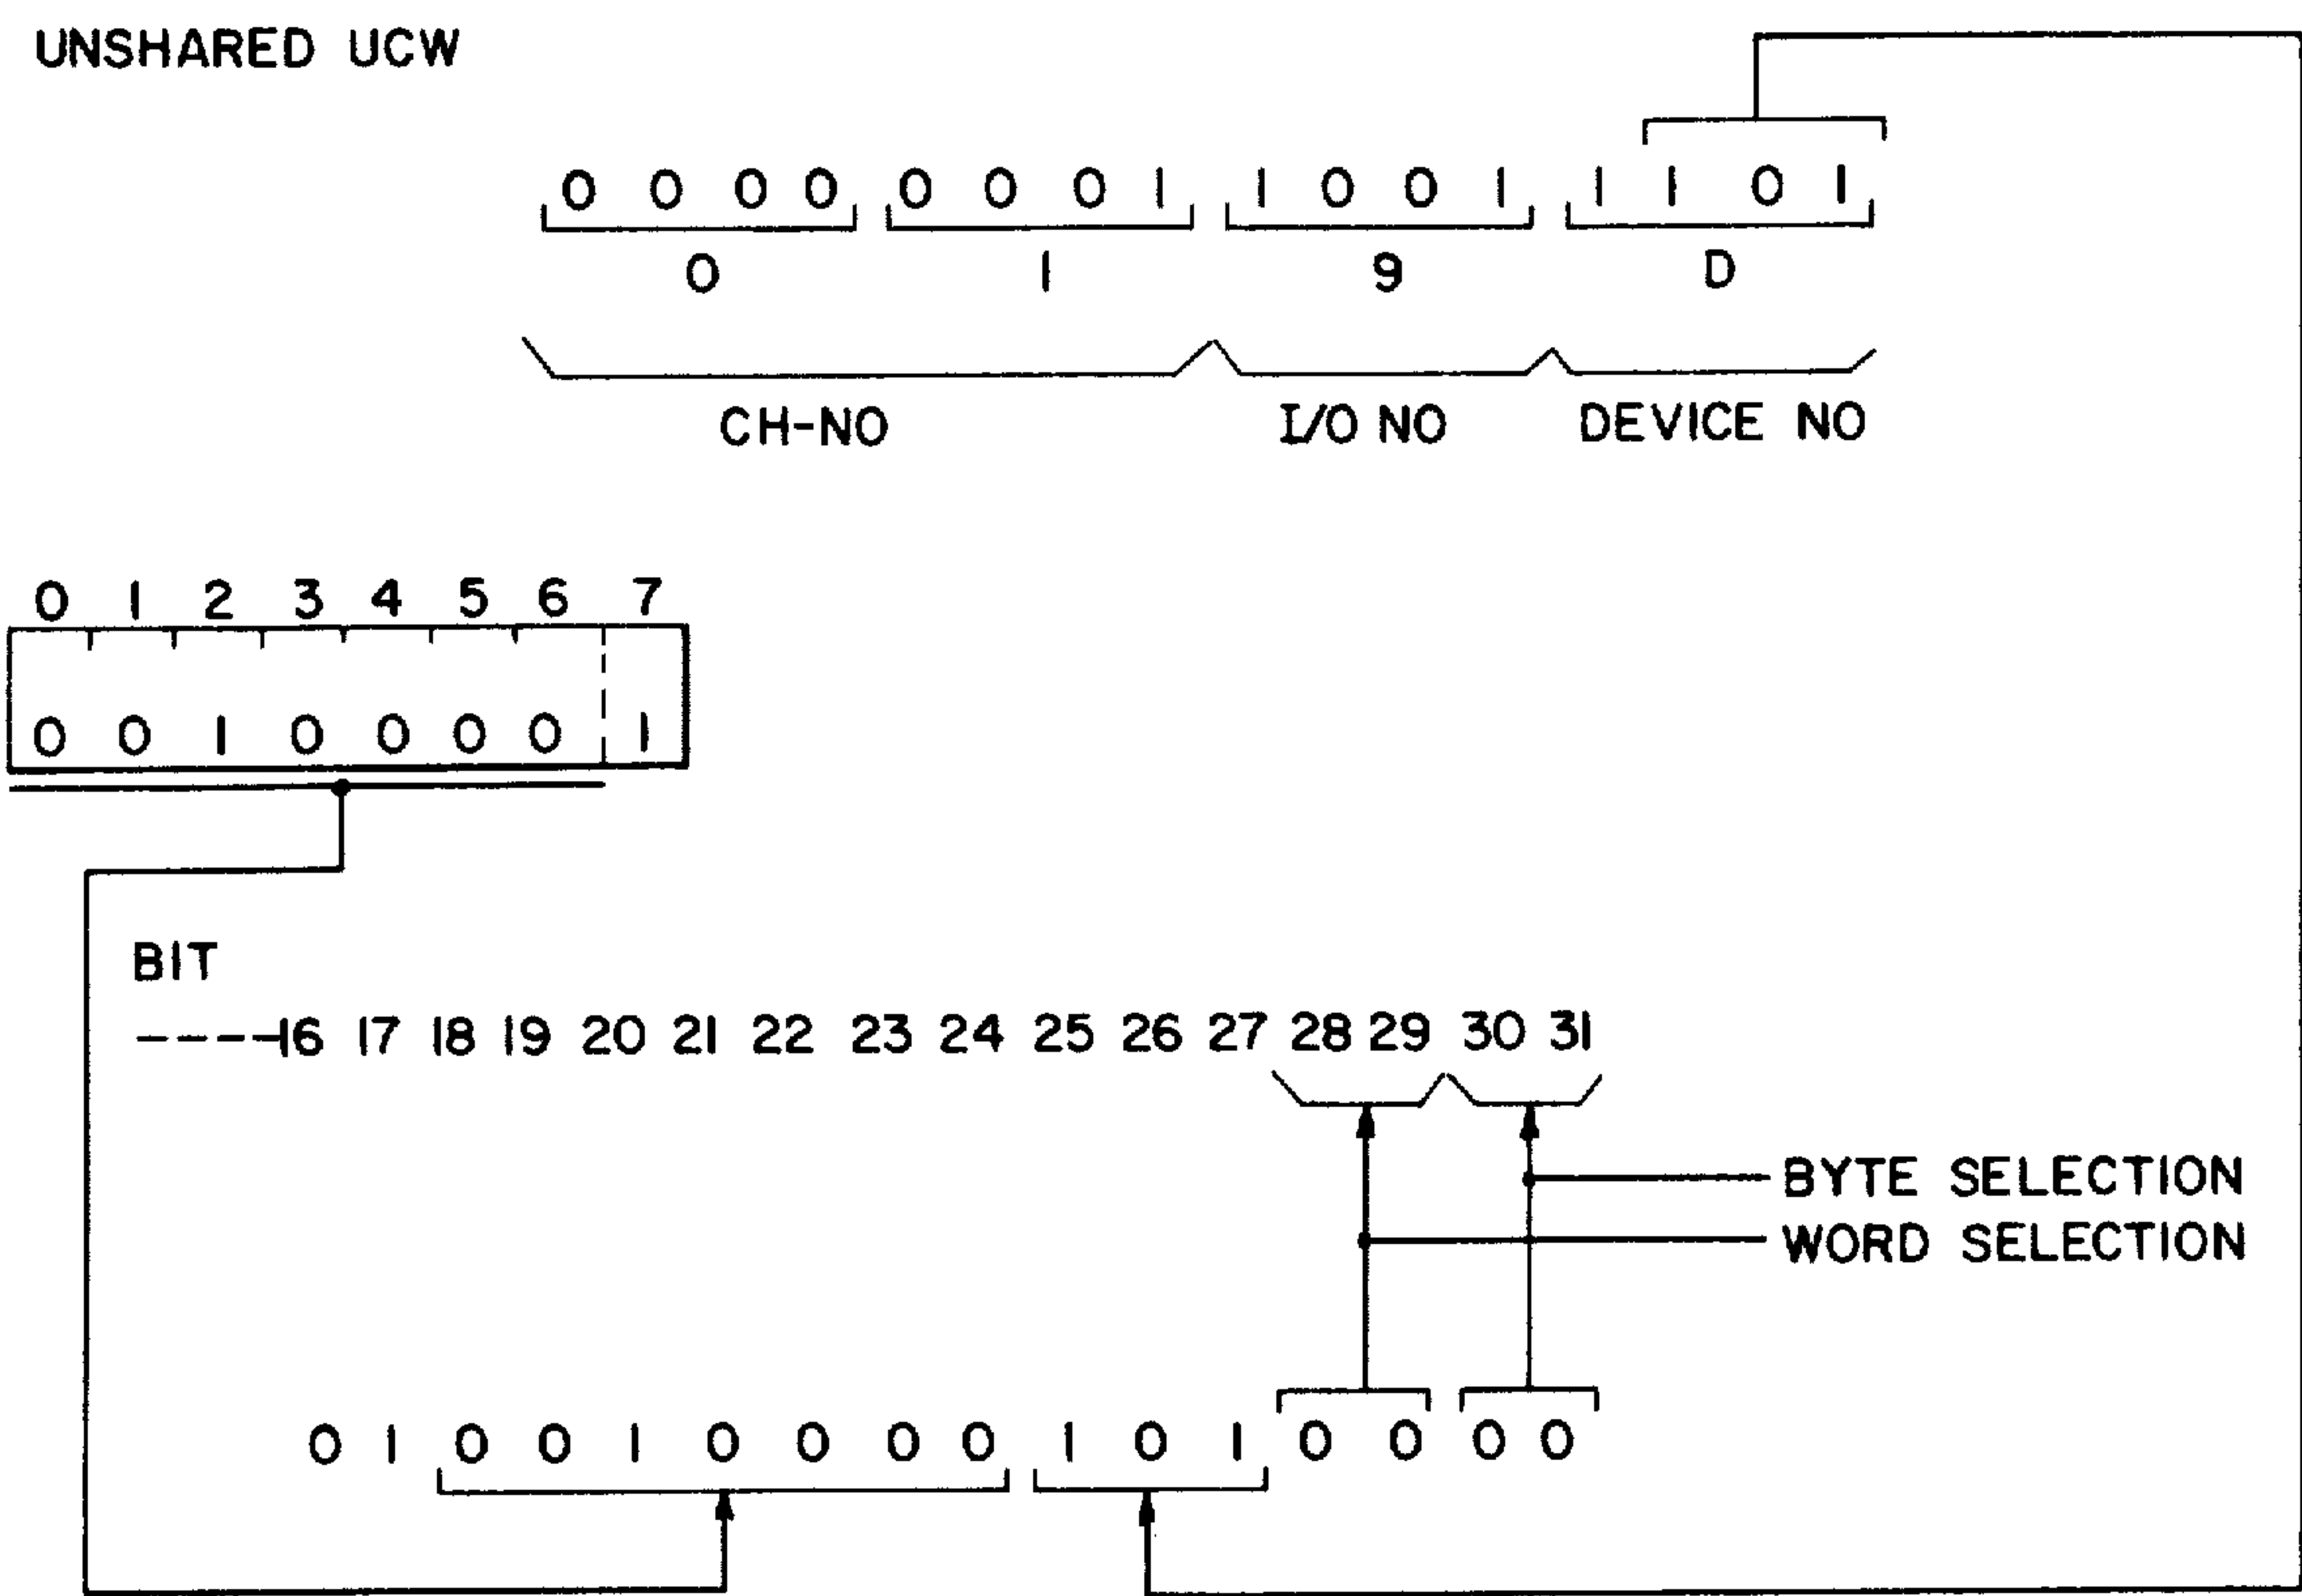 UNSHARED UCW
0 0 0 0 0 0 0 1 1 0 0 1 1 1 0 1
0 1 9 D
CH-NO I/O NO DEVICE NO
0 1 2 3 4 5 6 7
0 0 1 0 0 0 0 1
BIT
----16 17 18 19 20 21 22 23 24 25 26 27 28 29 30 31
BYTE SELECTION
WORD SELECTION
0 1 0 0 1 0 0 0 0 1 0 1 0 0 0 0